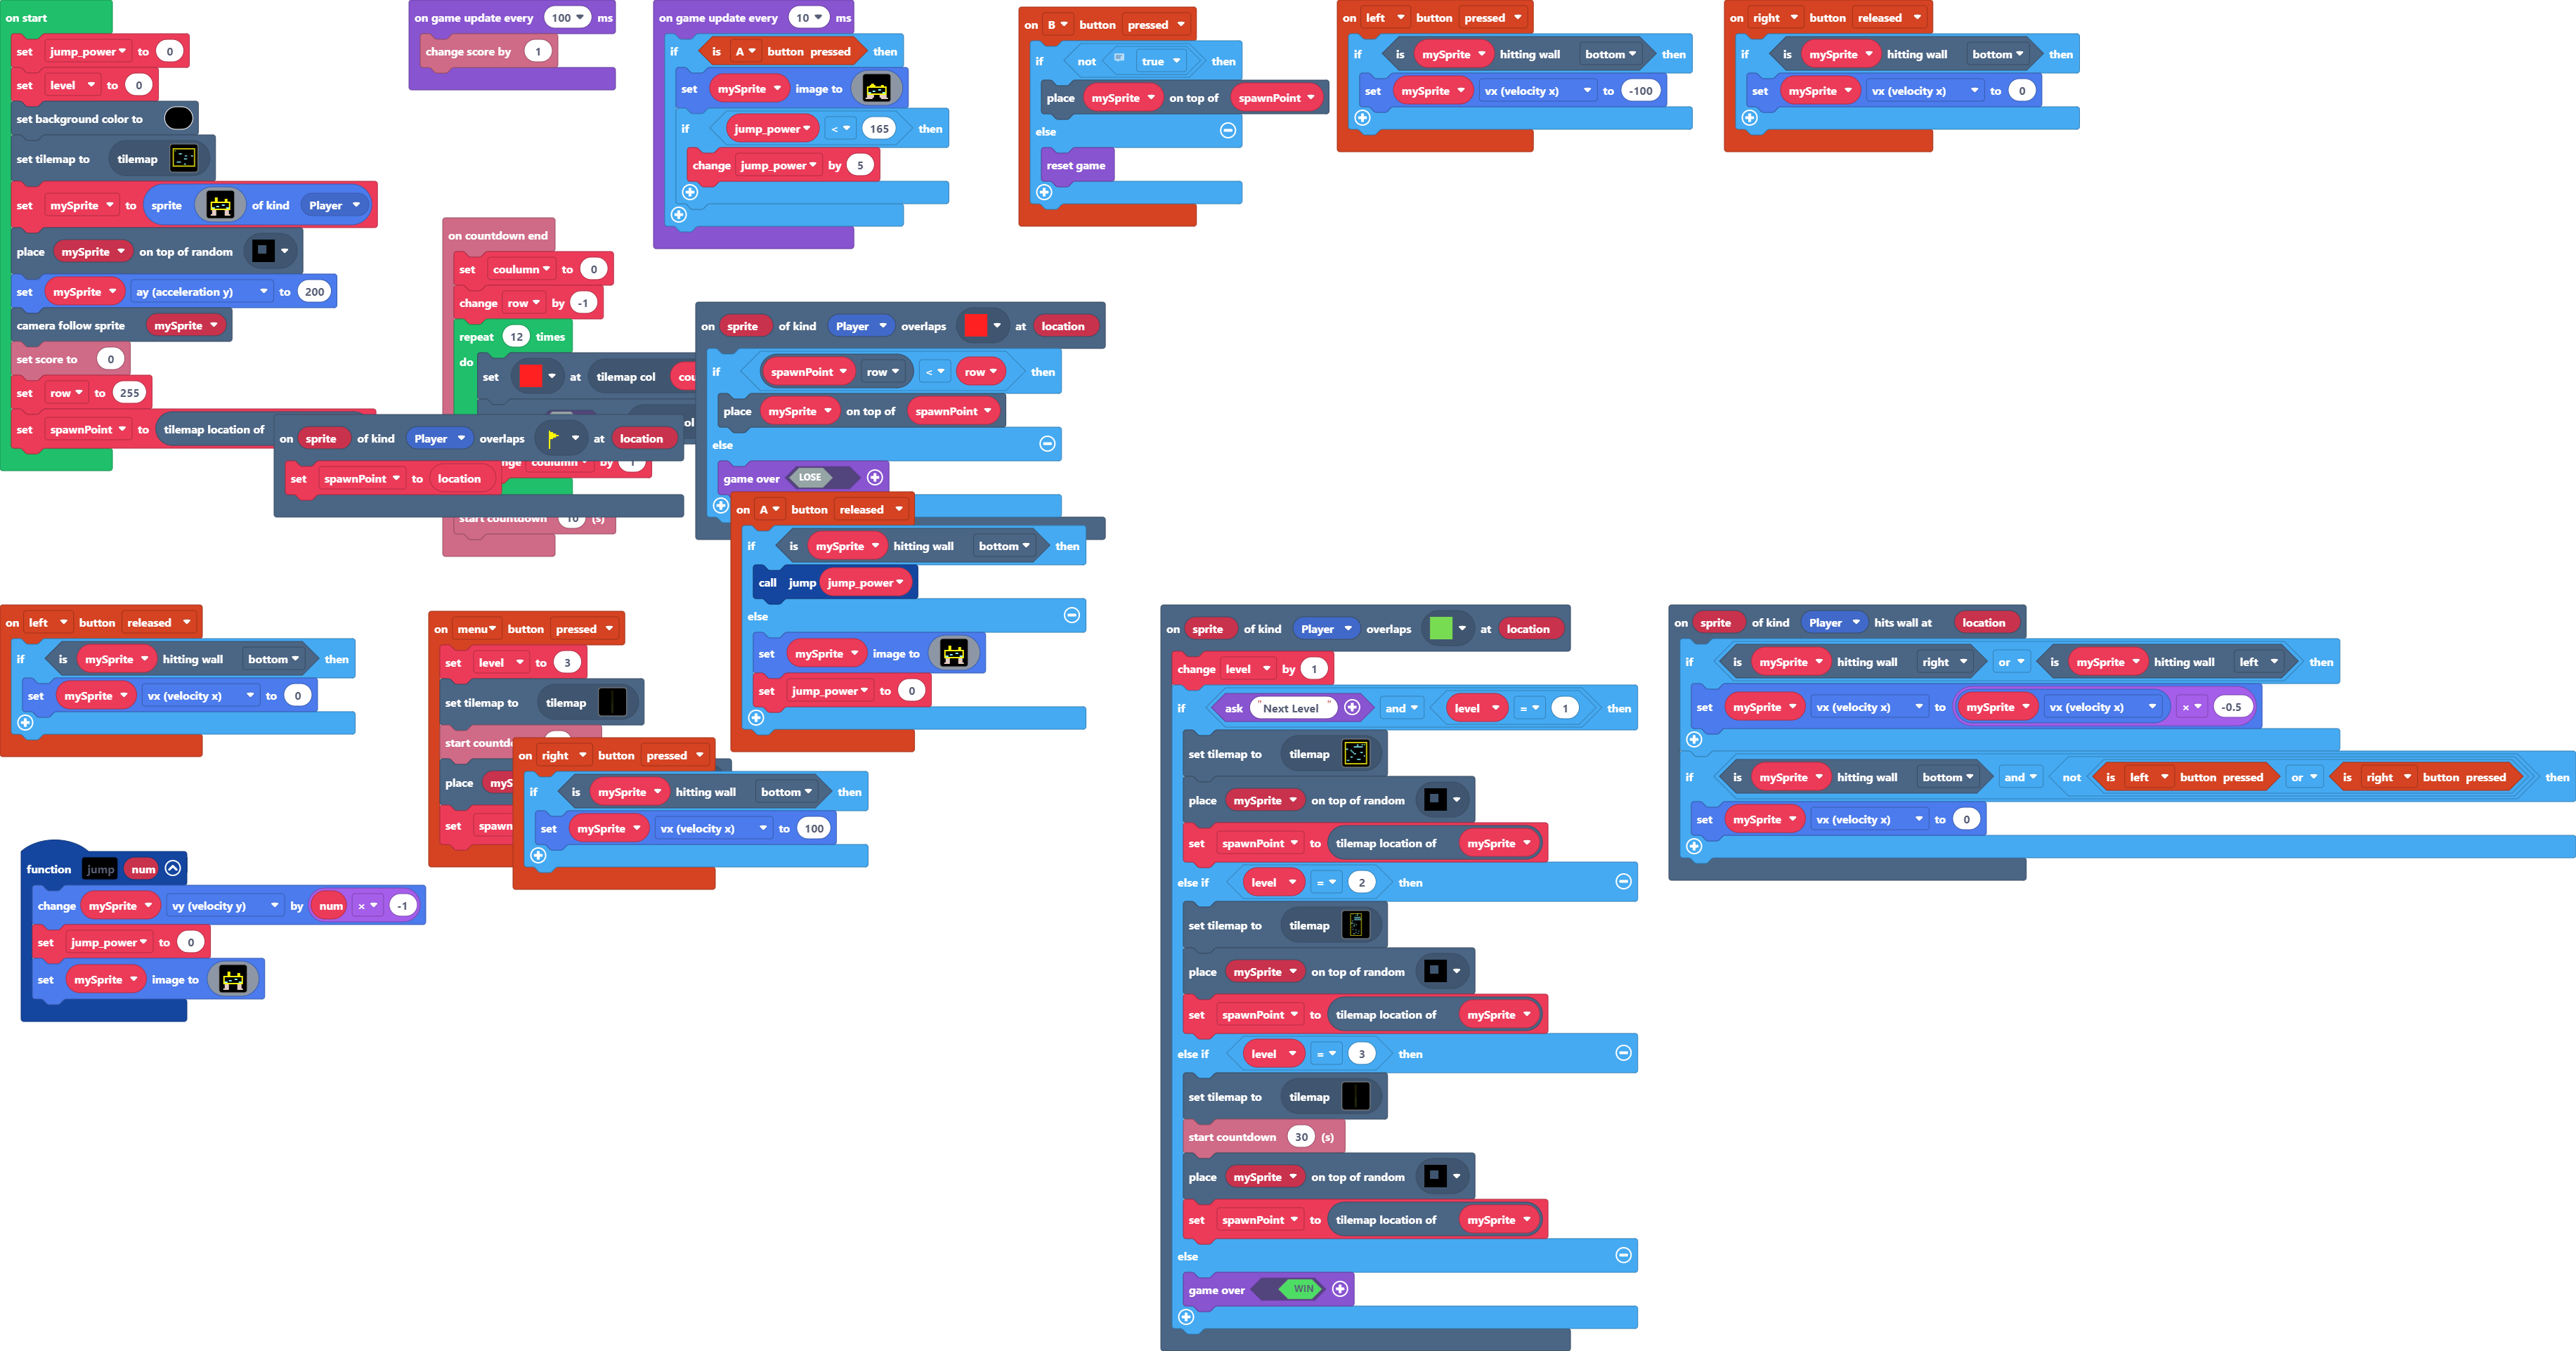 on start
set jump_power to 0
set level to 0
set background color to
set tilemap to tilemap
set mySprite to sprite of kind Player
place mySprite on top of random
set mySprite ay (acceleration y) to 200
camera follow sprite mySprite
set score to 0
set row to 255
set spawnPoint to tilemap location of
on game update every 100 ms
change score by 1
on countdown end
set coulumn to 0
change row by -1
repeat 12 times
do
set at tilemap col
start countdown 10 (s)
on sprite of kind Player overlaps at location
set spawnPoint to location
on game update every 10 ms
if is A button pressed then
set mySprite image to
if jump_power < 165 then
change jump_power by 5
on sprite of kind Player overlaps at location
if spawnPoint row < row then
place mySprite on top of spawnPoint
else
game over LOSE
on A button released
if is mySprite hitting wall bottom then
call jump jump_power
else
set mySprite image to
set jump_power to 0
on B button pressed
if not true then
place mySprite on top of spawnPoint
else
reset game
on left button pressed
if is mySprite hitting wall bottom then
set mySprite vx (velocity x) to -100
on right button released
if is mySprite hitting wall bottom then
set mySprite vx (velocity x) to 0
on left button released
if is mySprite hitting wall bottom then
set mySprite vx (velocity x) to 0
function jump num
change mySprite vy (velocity y) by num × -1
set jump_power to 0
set mySprite image to
on menu button pressed
set level to 3
set tilemap to tilemap
start
place
set
on right button pressed
if is mySprite hitting wall bottom then
set mySprite vx (velocity x) to 100
on sprite of kind Player overlaps at location
change level by 1
if ask "Next Level" and level = 1 then
set tilemap to tilemap
place mySprite on top of random
set spawnPoint to tilemap location of mySprite
else if level = 2 then
set tilemap to tilemap
place mySprite on top of random
set spawnPoint to tilemap location of mySprite
else if level = 3 then
set tilemap to tilemap
start countdown 30 (s)
place mySprite on top of random
set spawnPoint to tilemap location of mySprite
else
game over WIN
on sprite of kind Player hits wall at location
if is mySprite hitting wall right or is mySprite hitting wall left then
set mySprite vx (velocity x) to mySprite vx (velocity x) × -0.5
if is mySprite hitting wall bottom and not is left button pressed or is right button pressed then
set mySprite vx (velocity x) to 0